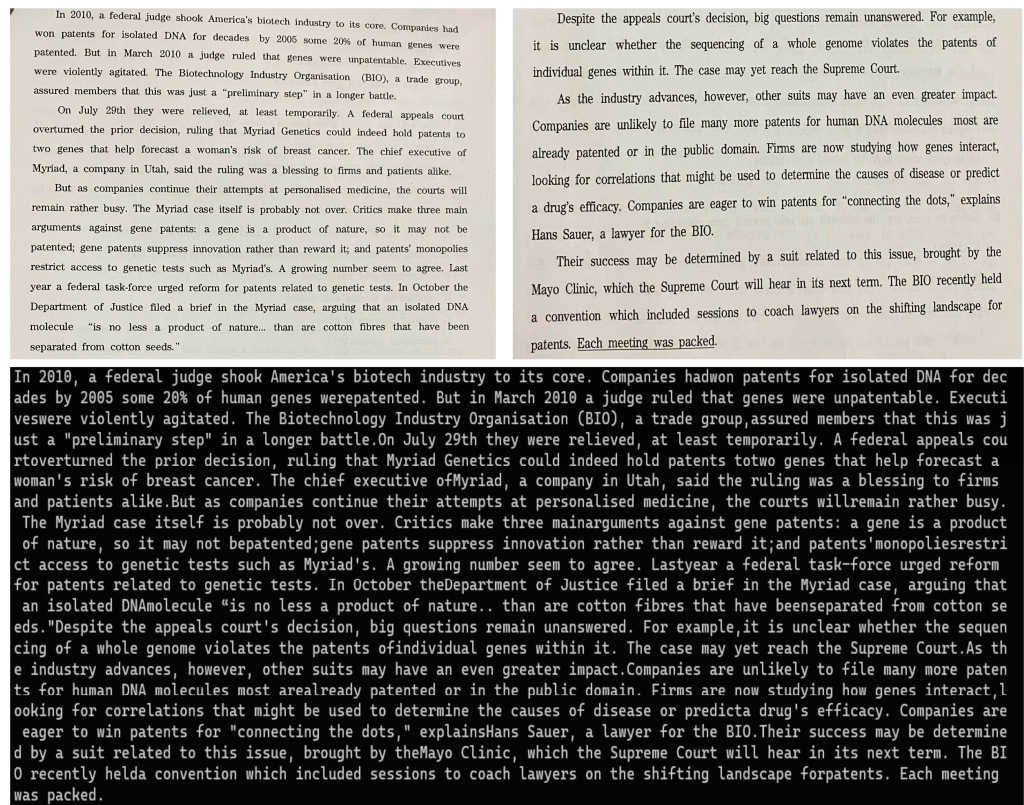 In 2010, a federal judge shook America's biotech industry to its core. Companies had
won patents for isolated DNA for decades by 2005 some 20% of human genes were
patented. But in March 2010 a judge ruled that genes were unpatentable. Executives
were violently agitated. The Biotechnology Industry Organisation (BIO), a trade group,
assured members that this was just a “preliminary step” in a longer battle.
On July 29th they were relieved, at least temporarily. A federal appeals court
overturned the prior decision, ruling that Myriad Genetics could indeed hold patents to
two genes that help forecast a woman's risk of breast cancer. The chief executive of
Myriad, a company in Utah, said the ruling was a blessing to firms and patients alike.
But as companies continue their attempts at personalised medicine, the courts will
remain rather busy. The Myriad case itself is probably not over. Critics make three main
arguments against gene patents: a gene is a product of nature, so it may not be
patented; gene patents suppress innovation rather than reward it; and patents' monopolies
restrict access to genetic tests such as Myriad's. A growing number seem to agree. Last
year a federal task-force urged reform for patents related to genetic tests. In October the
Department of Justice filed a brief in the Myriad case, arguing that an isolated DNA
molecule “is no less a product of nature... than are cotton fibres that have been
separated from cotton seeds.”
Despite the appeals court's decision, big questions remain unanswered. For example,
it is unclear whether the sequencing of a whole genome violates the patents of
individual genes within it. The case may yet reach the Supreme Court.
As the industry advances, however, other suits may have an even greater impact.
Companies are unlikely to file many more patents for human DNA molecules most are
already patented or in the public domain. Firms are now studying how genes interact,
looking for correlations that might be used to determine the causes of disease or predict
a drug's efficacy. Companies are eager to win patents for “connecting the dots,” explains
Hans Sauer, a lawyer for the BIO.
Their success may be determined by a suit related to this issue, brought by the
Mayo Clinic, which the Supreme Court will hear in its next term. The BIO recently held
a convention which included sessions to coach lawyers on the shifting landscape for
patents. Each meeting was packed.
In 2010, a federal judge shook America's biotech industry to its core. Companies hadwon patents for isolated DNA for dec
ades by 2005 some 20% of human genes werepatented. But in March 2010 a judge ruled that genes were unpatentable. Executi
veswere violently agitated. The Biotechnology Industry Organisation (BIO), a trade group,assured members that this was j
ust a "preliminary step" in a longer battle.On July 29th they were relieved, at least temporarily. A federal appeals cou
rtoverturned the prior decision, ruling that Myriad Genetics could indeed hold patents totwo genes that help forecast a
woman's risk of breast cancer. The chief executive ofMyriad, a company in Utah, said the ruling was a blessing to firms
and patients alike.But as companies continue their attempts at personalised medicine, the courts willremain rather busy.
The Myriad case itself is probably not over. Critics make three mainarguments against gene patents: a gene is a product
of nature, so it may not bepatented;gene patents suppress innovation rather than reward it;and patents'monopoliesrestri
ct access to genetic tests such as Myriad's. A growing number seem to agree. Lastyear a federal task-force urged reform
for patents related to genetic tests. In October theDepartment of Justice filed a brief in the Myriad case, arguing that
an isolated DNAmolecule “is no less a product of nature.. than are cotton fibres that have beenseparated from cotton se
eds."Despite the appeals court's decision, big questions remain unanswered. For example,it is unclear whether the sequen
cing of a whole genome violates the patents ofindividual genes within it. The case may yet reach the Supreme Court.As th
e industry advances, however, other suits may have an even greater impact.Companies are unlikely to file many more paten
ts for human DNA molecules most arealready patented or in the public domain. Firms are now studying how genes interact,l
ooking for correlations that might be used to determine the causes of disease or predicta drug's efficacy. Companies are
eager to win patents for "connecting the dots," explainsHans Sauer, a lawyer for the BIO.Their success may be determine
d by a suit related to this issue, brought by theMayo Clinic, which the Supreme Court will hear in its next term. The BI
O recently helda convention which included sessions to coach lawyers on the shifting landscape forpatents. Each meeting
was packed.